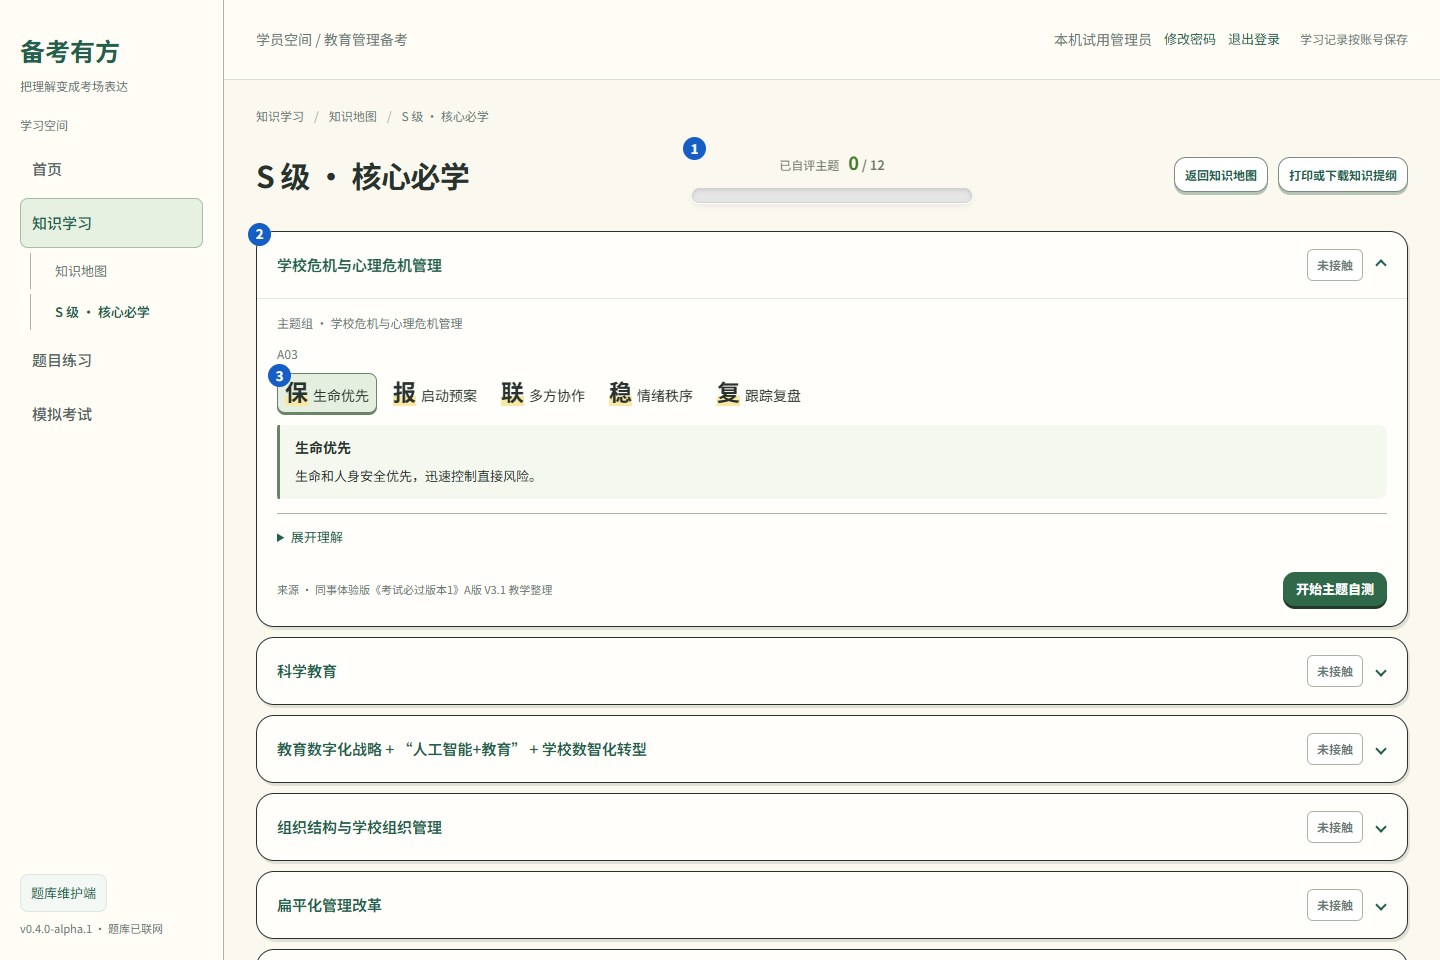 备考有方
把理解变成考场表达
学习空间
首页
知识学习
知识地图
S 级 · 核心必学
题目练习
模拟考试
题库维护端
v0.4.0-alpha.1 · 题库已联网
学员空间 / 教育管理备考
本机试用管理员 修改密码 退出登录 学习记录按账号保存
知识学习 / 知识地图 / S 级 · 核心必学
S 级 · 核心必学
1
已自评主题 0 / 12
返回知识地图 打印或下载知识提纲
2
学校危机与心理危机管理 未接触
主题组 · 学校危机与心理危机管理
A03
3
保 生命优先 报 启动预案 联 多方协作 稳 情绪秩序 复 跟踪复盘
生命优先
生命和人身安全优先，迅速控制直接风险。
展开理解
来源 · 同事体验版《考试必过版本1》A版 V3.1 教学整理 开始主题自测
科学教育 未接触
教育数字化战略 + “人工智能+教育” + 学校数智化转型 未接触
组织结构与学校组织管理 未接触
扁平化管理改革 未接触